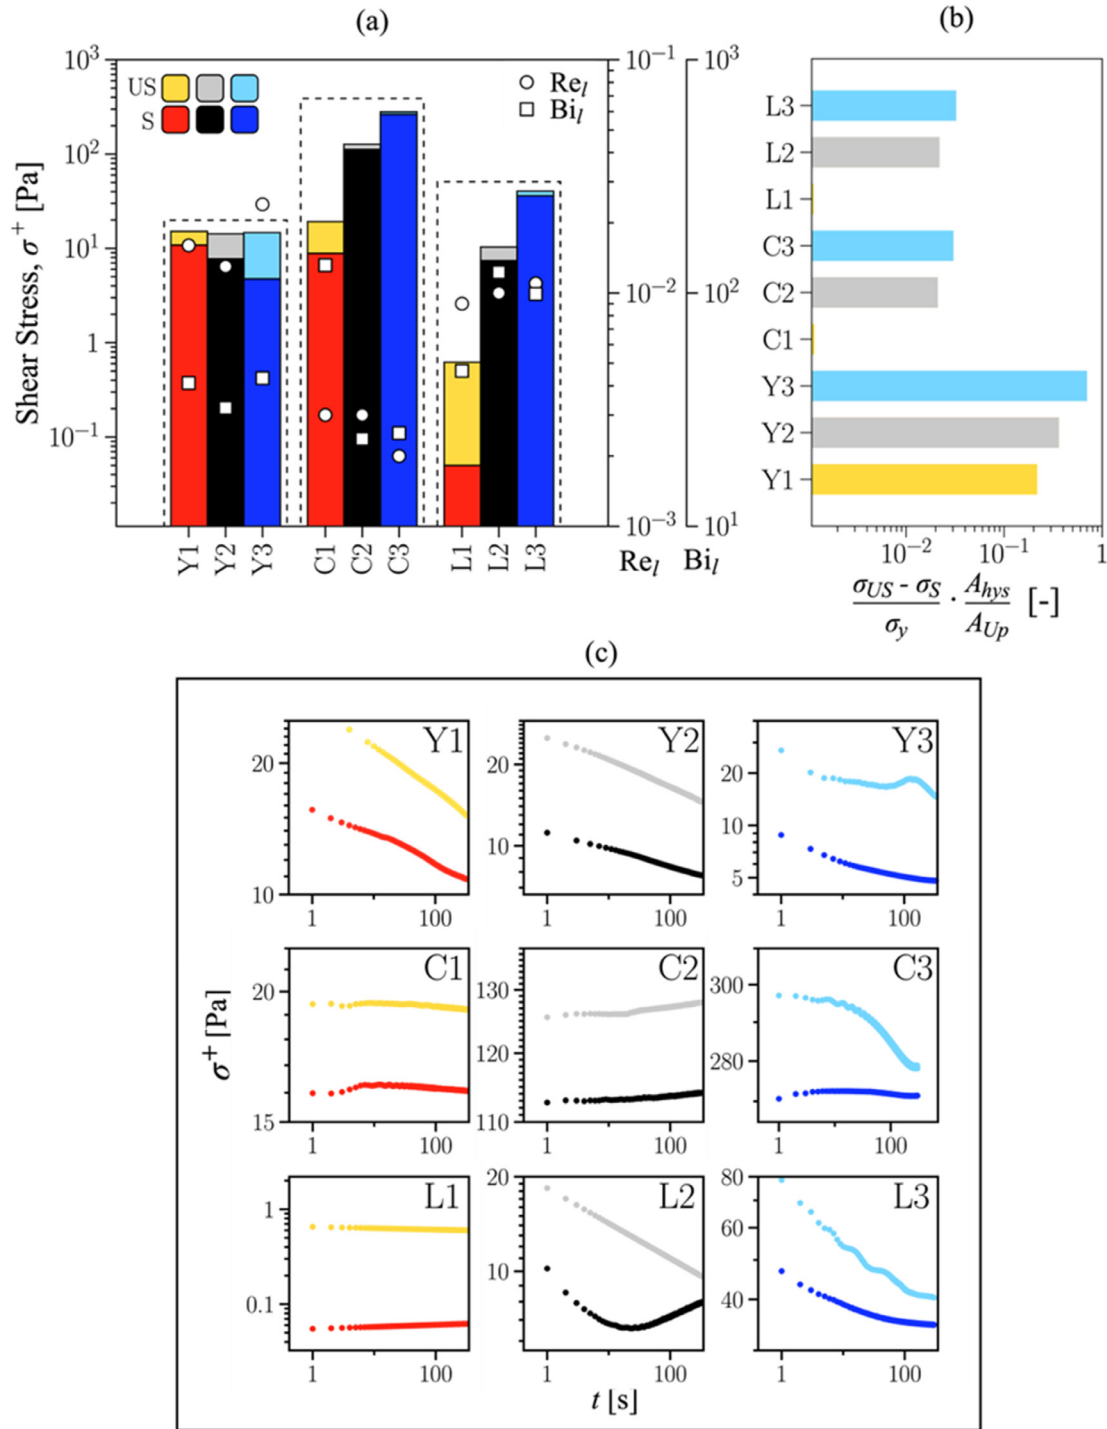 (a)
(b)
10³
10²
10
1
10⁻¹
Shear Stress, σ⁺ [Pa]
US
S
Re_l
Bi_l
10⁻¹
10⁻²
10⁻³
10³
10²
10¹
Y1
Y2
Y3
C1
C2
C3
L1
L2
L3
Re_l
Bi_l
L3
L2
L1
C3
C2
C1
Y3
Y2
Y1
10⁻²
10⁻¹
1
σ_US - σ_S / σ_y · A_hys / A_Up [-]
(c)
Y1
20
10
1
100
Y2
20
10
1
100
Y3
20
10
5
1
100
C1
20
15
1
100
C2
130
120
110
1
100
C3
300
280
1
100
L1
1
0.1
1
100
L2
20
10
1
100
L3
80
60
40
1
100
σ⁺ [Pa]
t [s]